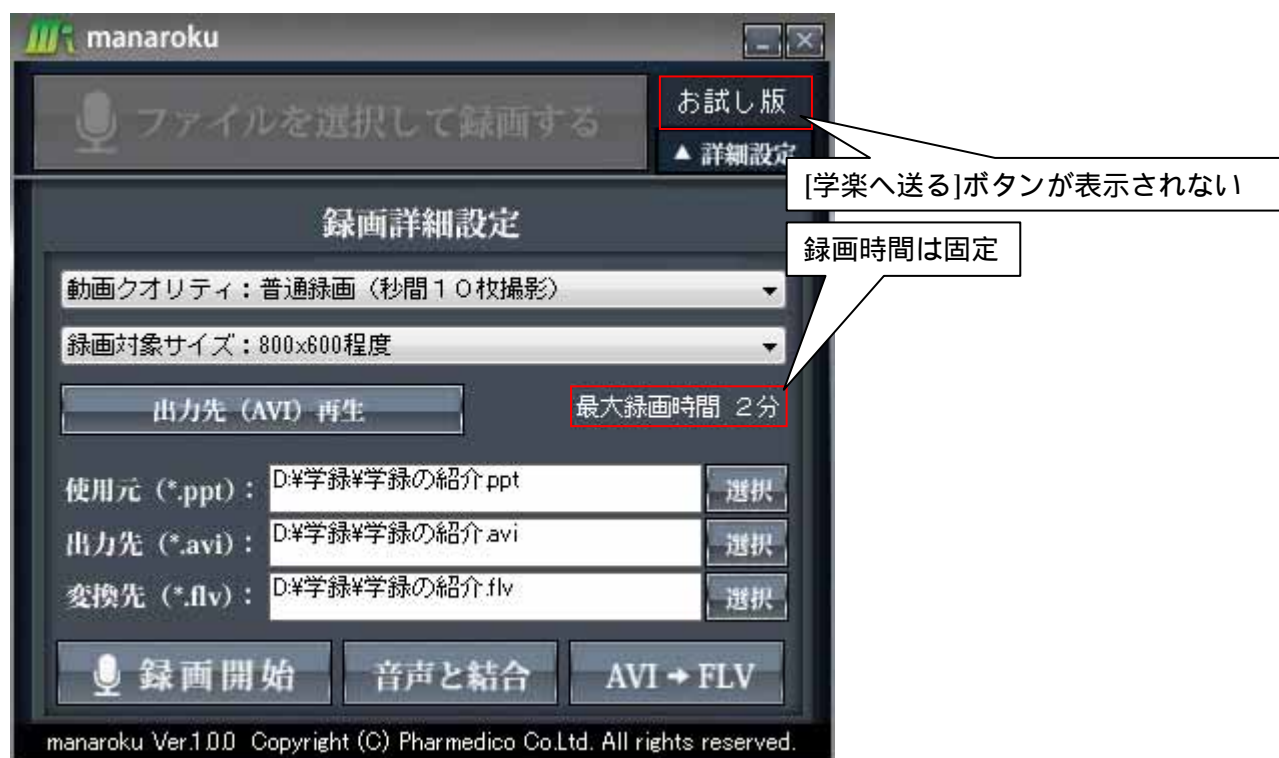 manaroku
ファイルを選択して録画する
お試し版
▲ 詳細設定
[学楽へ送る]ボタンが表示されない
録画詳細設定
録画時間は固定
動画クオリティ：普通録画（秒間１０枚撮影）
録画対象サイズ：800x600程度
出力先（AVI）再生
最大録画時間 ２分
使用元（*.ppt）： D:¥学録¥学録の紹介.ppt 選択
出力先（*.avi）： D:¥学録¥学録の紹介.avi 選択
変換先（*.flv）： D:¥学録¥学録の紹介.flv 選択
録画開始 音声と結合 AVI➜FLV
manaroku Ver.1.0.0 Copyright (C) Pharmedico Co.Ltd. All rights reserved.